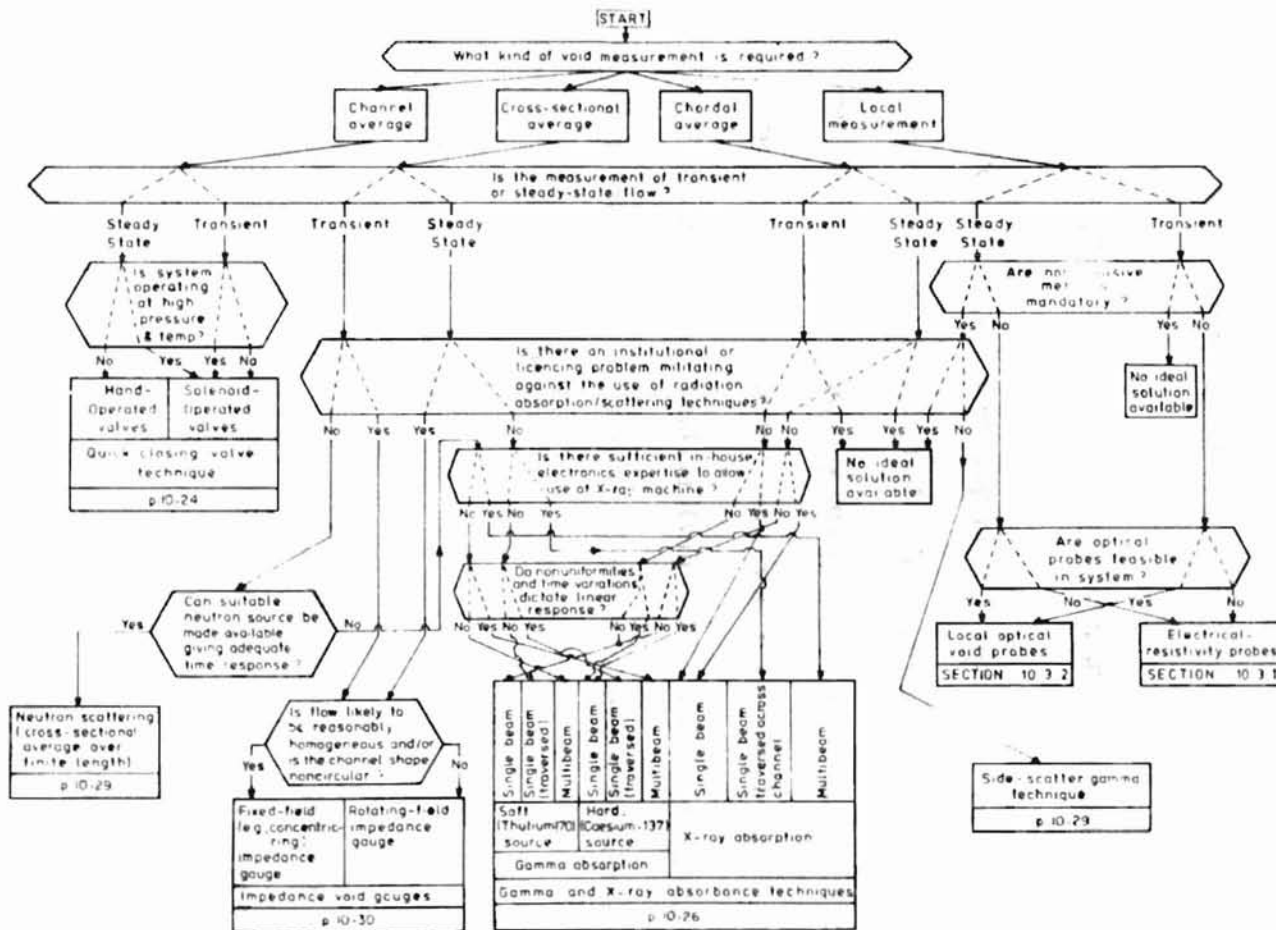 START
What kind of void measurement is required?
Channel
average
Cross-sectional
average
Chordal
average
Local
measurement
Is the measurement of transient
or steady-state flow?
Steady
State
Transient
Transient
Steady
State
Transient
Steady
State
Steady
State
Transient
Is system
operating
at high
pressure
& temp?
Are
mandatory?
No
Yes
Yes
No
Yes
No
Yes
No
Is there an institutional or
licencing problem militating
against the use of radiation
absorption/scattering techniques?
No ideal
solution
available
Hand-
Operated
valves
Solenoid-
Operated
valves
Quick closing valve
technique
p.10-24
No
Yes
Yes
No
No
No
Yes
Yes
Yes
No
Is there sufficient in-house
electronics expertise to allow
use of X-ray machine?
No ideal
solution
available
No
Yes
No
Yes
No
Yes
No
Yes
Are optical
probes feasible
in system?
Do nonuniformities
and time variations
dictate linear
response?
Yes
No
Yes
No
Can suitable
neutron source be
made available
giving adequate
time response?
Yes
No
No
Yes
No
Yes
No
Yes
No
Yes
Local optical
void probes
SECTION 10.3.2
Electrical-
resistivity probes
SECTION 10.3.1
Neutron scattering
(cross-sectional
average over
finite length)
p.10-29
Is flow likely to
be reasonably
homogeneous and/or
is the channel shape
noncircular?
Yes
No
Single beam
Single beam
(traversed)
Multibeam
Single beam
Single beam
(traversed)
Multibeam
Single beam
Single beam
traversed across
channel
Multibeam
Side-scatter gamma
technique
p.10-29
Fixed-field
(e.g., concentric-
ring)
impedance
gauge
Rotating-field
impedance
gauge
Impedance void gauges
p.10-30
Soft
(Thulium-170)
source
Hard
(Caesium-137)
source
X-ray absorption
Gamma absorption
Gamma and X-ray absorbance techniques
p.10-26